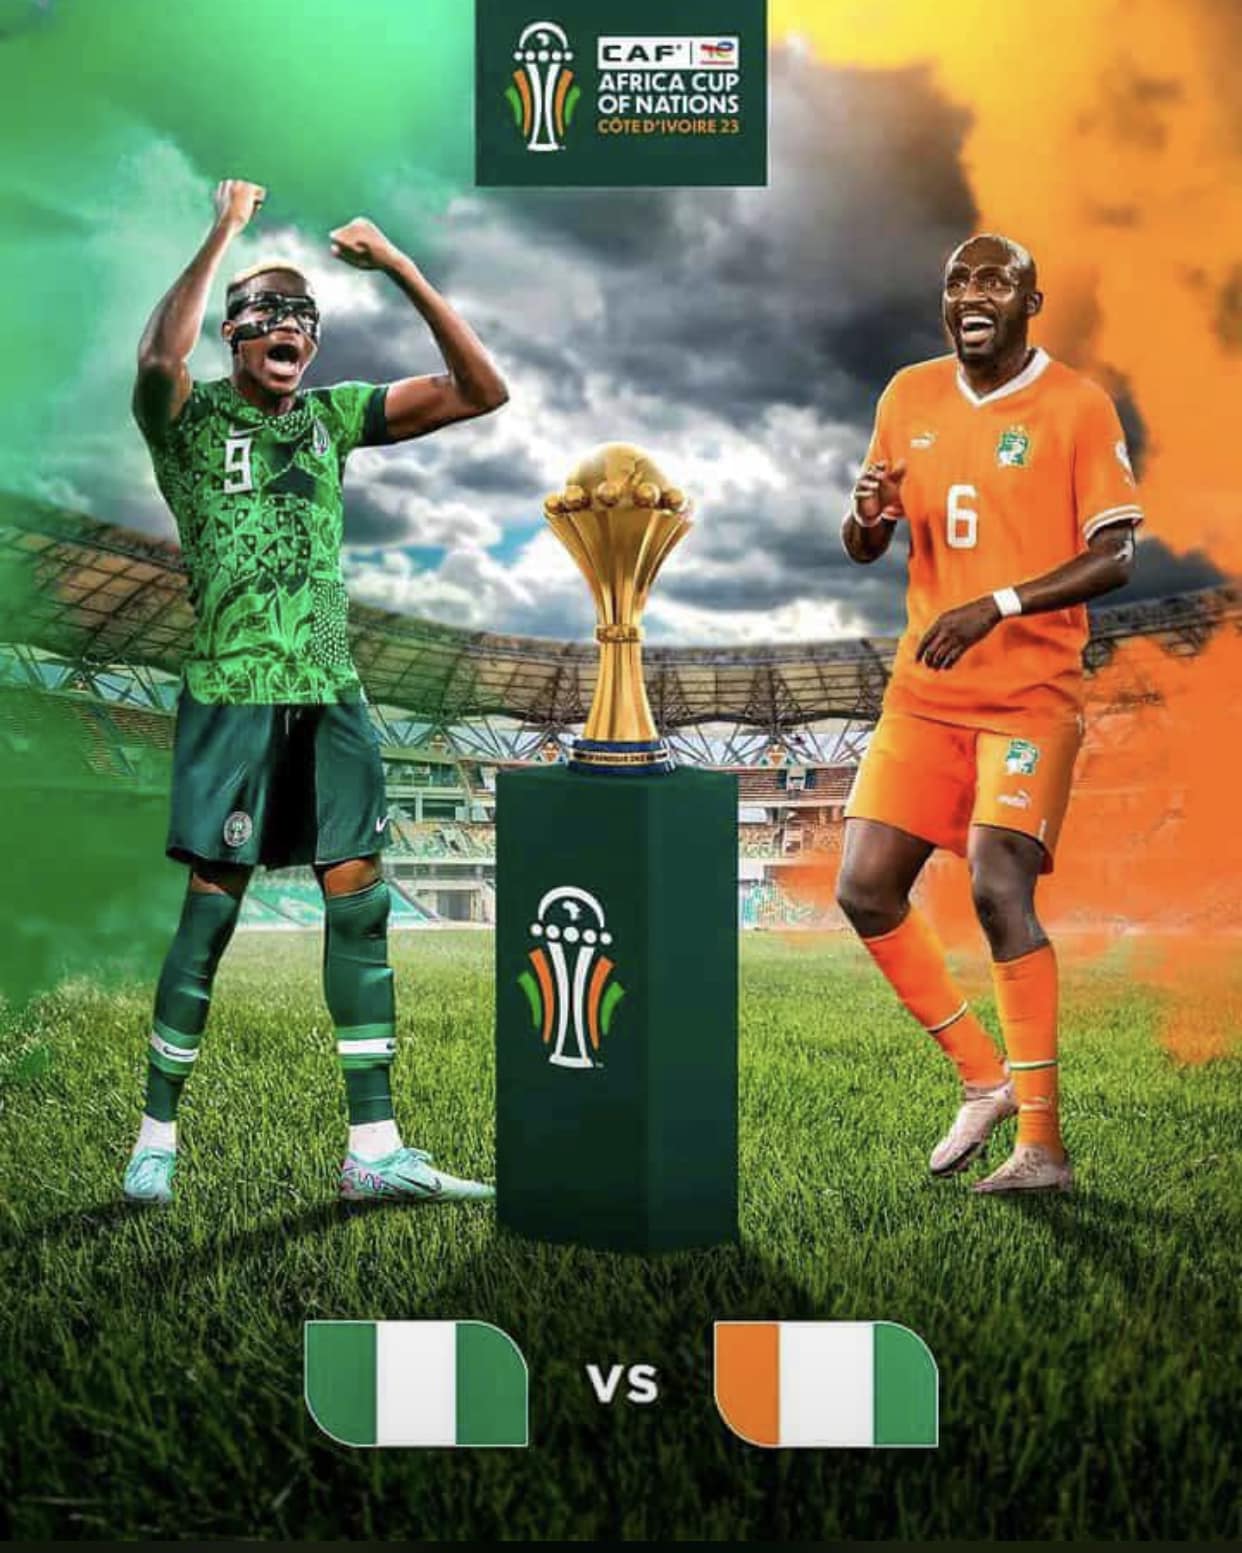 CAF
AFRICA CUP
OF NATIONS
CÔTE D'IVOIRE 23
9
6
VS